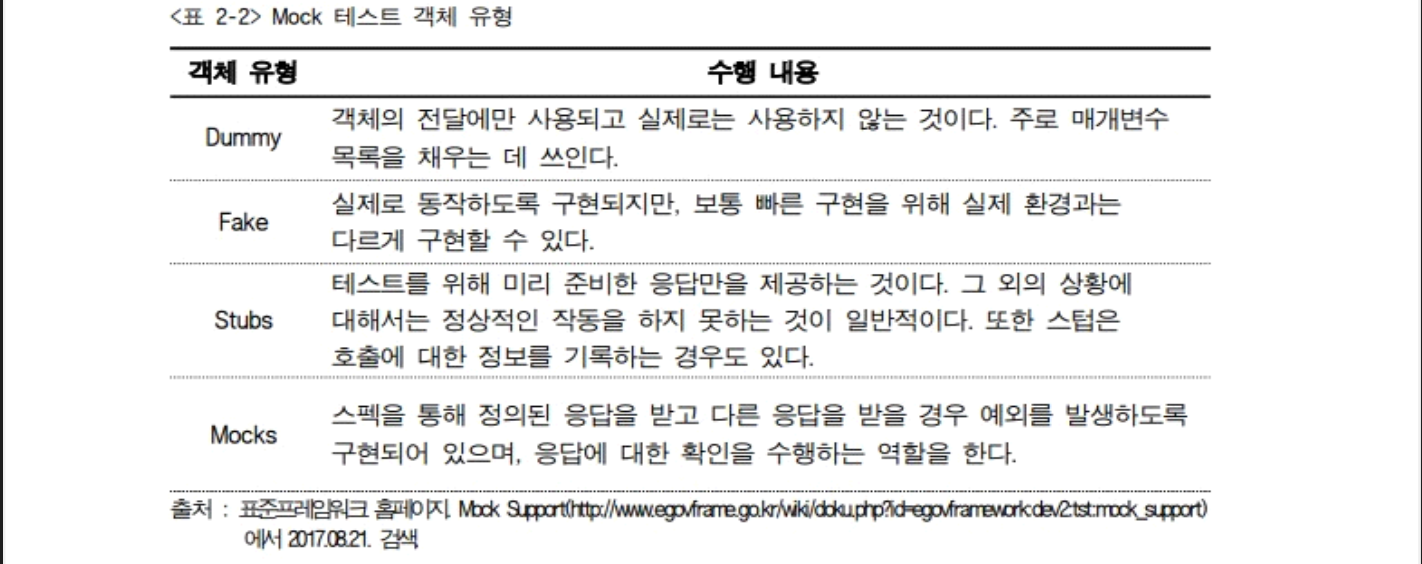 <표 2-2> Mock 테스트 객체 유형
객체 유형 수행 내용
Dummy 객체의 전달에만 사용되고 실제로는 사용하지 않는 것이다. 주로 매개변수
목록을 채우는 데 쓰인다.
Fake 실제로 동작하도록 구현되지만, 보통 빠른 구현을 위해 실제 환경과는
다르게 구현할 수 있다.
테스트를 위해 미리 준비한 응답만을 제공하는 것이다. 그 외의 상황에
Stubs 대해서는 정상적인 작동을 하지 못하는 것이 일반적이다. 또한 스텁은
호출에 대한 정보를 기록하는 경우도 있다.
Mocks 스펙을 통해 정의된 응답을 받고 다른 응답을 받을 경우 예외를 발생하도록
구현되어 있으며, 응답에 대한 확인을 수행하는 역할을 한다.
출처 : 표준프레임워크 홈페이지. Mock Support(http://www.egovframe.go.kr/wiki/doku.php?id=egovframework:dev2:tst:mock_support)
에서 2017.08.21. 검색